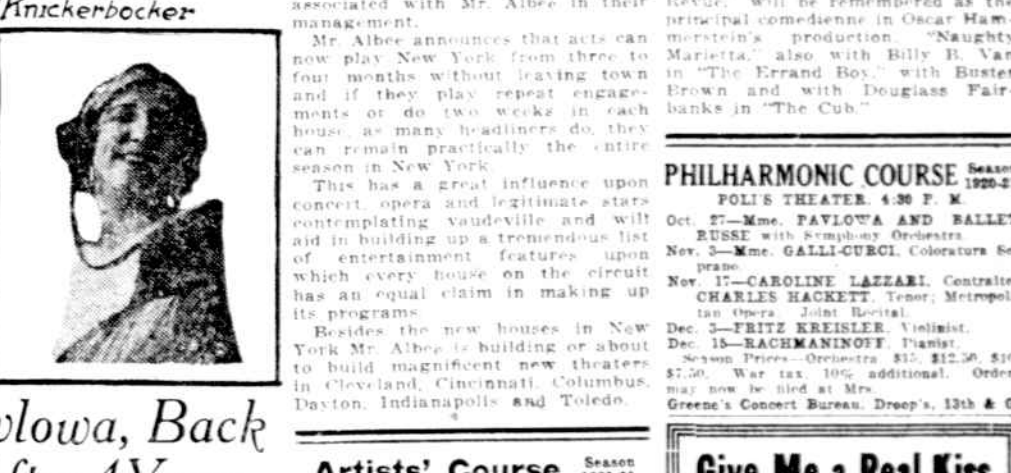 Knickerbocker
vlowa, Back
associated with Mr. Albee in their
management.
Mr. Albee announces that acts can
now play New York from three to
four months without leaving town
and if they play repeat engage-
ments or do two weeks in each
house, as many headliners do, they
can remain practically the entire
season in New York.
This has a great influence upon
concert, opera and legitimate stars
contemplating vaudeville and will
aid in building up a tremendous list
of entertainment features upon
which every house on the circuit
has an equal claim in making up
its programs.
Besides the new houses in New
York Mr. Albee is building or about
to build magnificent new theaters
in Cleveland, Cincinnati, Columbus,
Dayton, Indianapolis and Toledo.
Artists' Course Season
Revue, will be remembered as the
principal comedienne in Oscar Ham-
merstein's production, "Naughty
Marietta," also with Billy B. Van
in "The Errand Boy," with Buster
Brown and with Douglass Fair-
banks in "The Cub."
PHILHARMONIC COURSE Season
1920-2
POLI'S THEATER, 4:30 P. M.
Oct. 27—Mme. PAVLOWA AND BALLET
RUSSE with Symphony Orchestra.
Nov. 3—Mme. GALLI-CURCI, Coloratura So
prano.
Nov. 17—CAROLINE LAZZARI, Contralto
CHARLES HACKETT, Tenor; Metropol
tan Opera. Joint Recital.
Dec. 3—FRITZ KREISLER, Violinist.
Dec. 15—RACHMANINOFF, Pianist.
Season Prices—Orchestra $15, $12.50, $10
$7.50. War tax, 10% additional. Order
may now be filed at Mrs.
Greene's Concert Bureau, Droop's, 13th & G
Give Me a Real Kiss